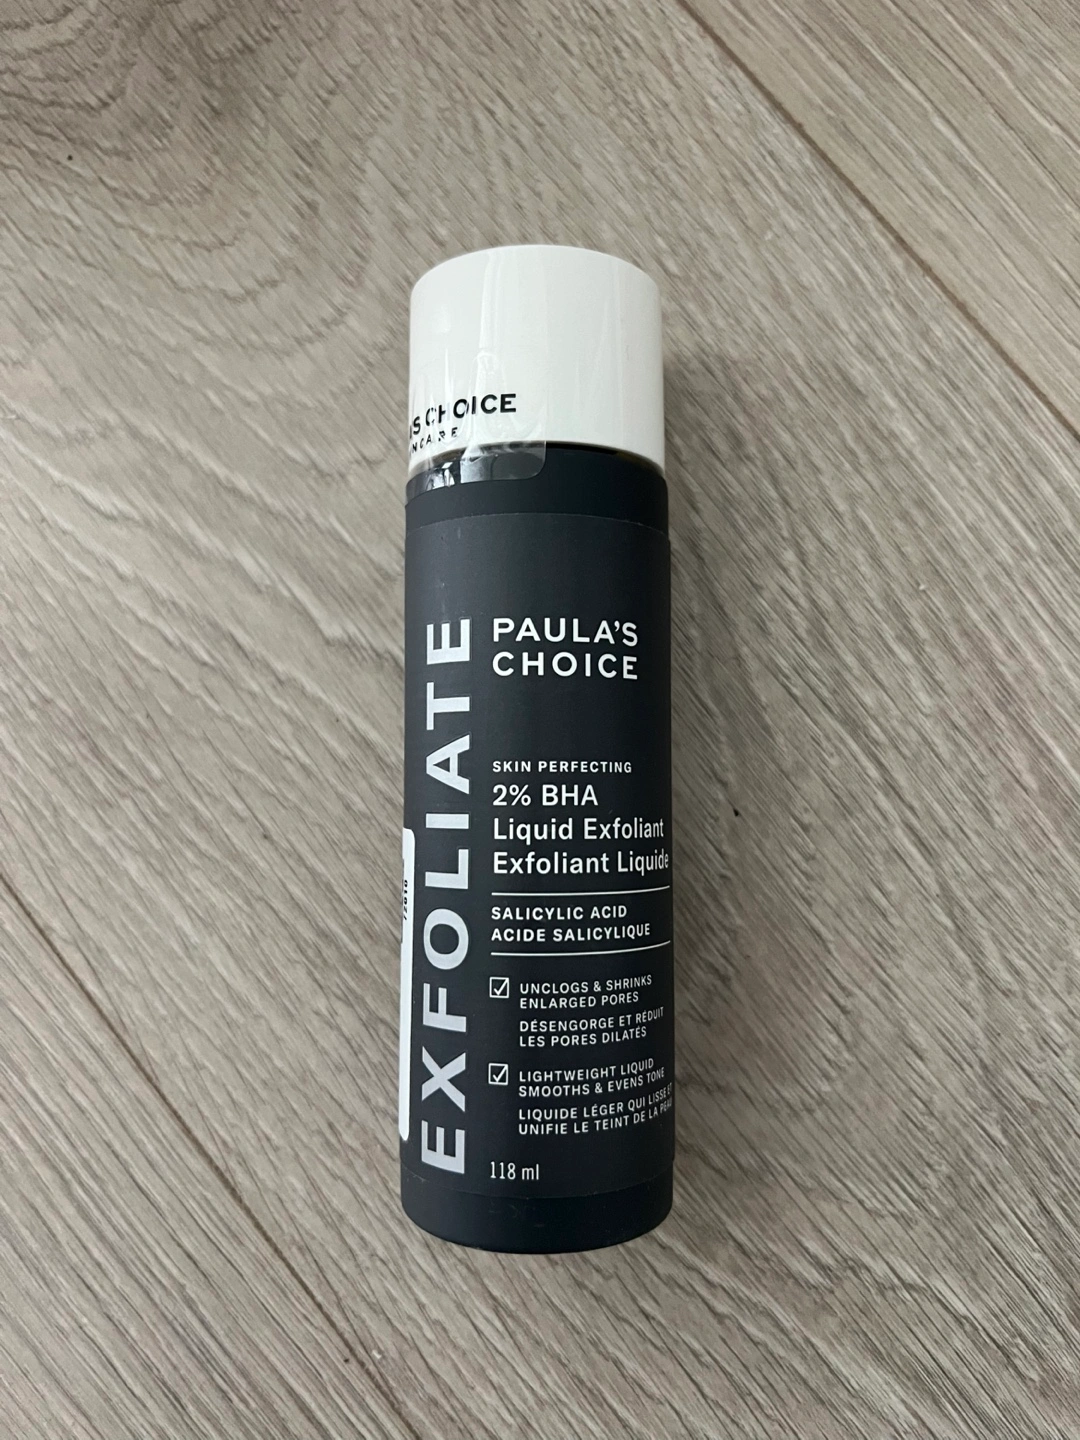 CHOICE
EXFOLIATE
PAULA'S
CHOICE
SKIN PERFECTING
2% BHA
Liquid Exfoliant
Exfoliant Liquide
SALICYLIC ACID
ACIDE SALICYLIQUE
UNCLOGS & SHRINKS
ENLARGED PORES
DÉSENGORGE ET RÉDUIT
LES PORES DILATÉS
LIGHTWEIGHT LIQUID
SMOOTHS & EVENS TONE
LIQUIDE LÉGER QUI LISSE ET
UNIFIE LE TEINT DE LA PEAU
118 ml